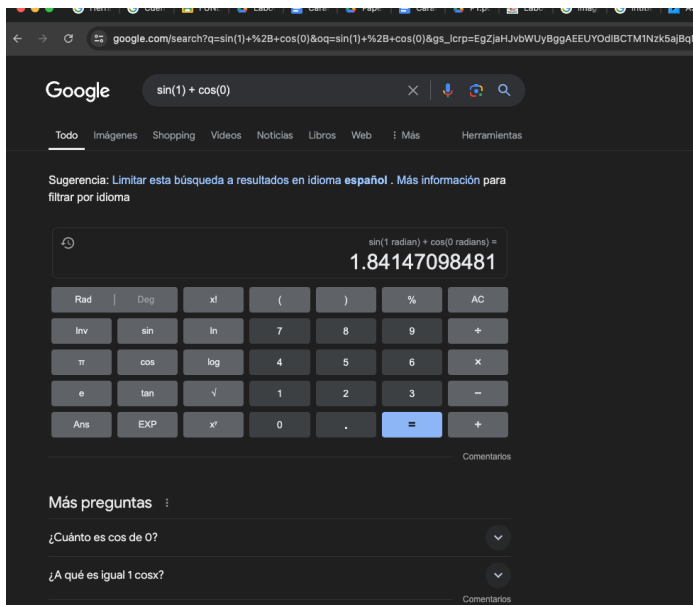 google.com/search?q=sin(1)+%2B+cos(0)&oq=sin(1)+%2B+cos(0)&gs_lcrp=EgZjaHJvbWUyBggAEEUYOdIBCTM1Nzk5ajBq
Google sin(1) + cos(0)
Todo Imágenes Shopping Videos Noticias Libros Web Más Herramientas
Sugerencia: Limitar esta búsqueda a resultados en idioma español . Más información para
filtrar por idioma
sin(1 radian) + cos(0 radians) =
1.84147098481
Rad | Deg x! ( ) % AC
Inv sin ln 7 8 9 ÷
π cos log 4 5 6 ×
e tan √ 1 2 3 −
Ans EXP xʸ 0 . = +
Comentarios
Más preguntas
¿Cuánto es cos de 0?
¿A qué es igual 1 cosx?
Comentarios